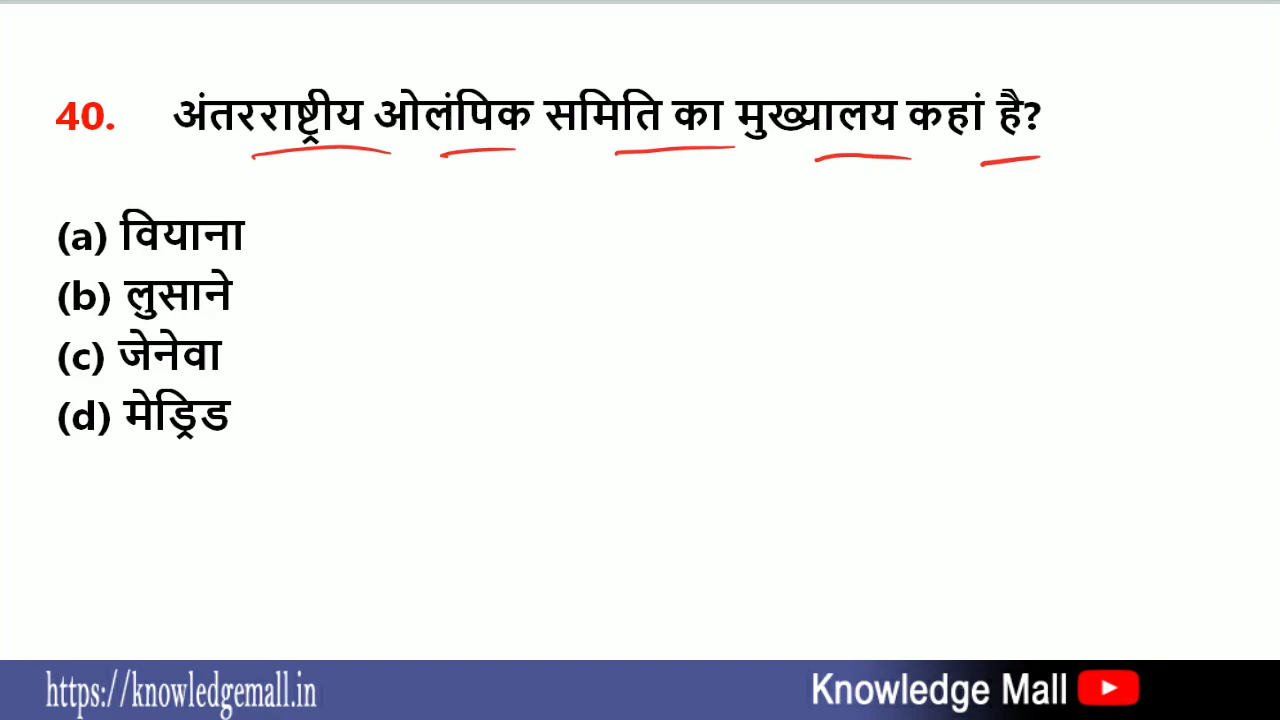 40. अंतरराष्ट्रीय ओलंपिक समिति का मुख्यालय कहां है?
(a) वियाना
(b) लुसाने
(c) जेनेवा
(d) मेड्रिड
https://knowledgemall.in Knowledge Mall